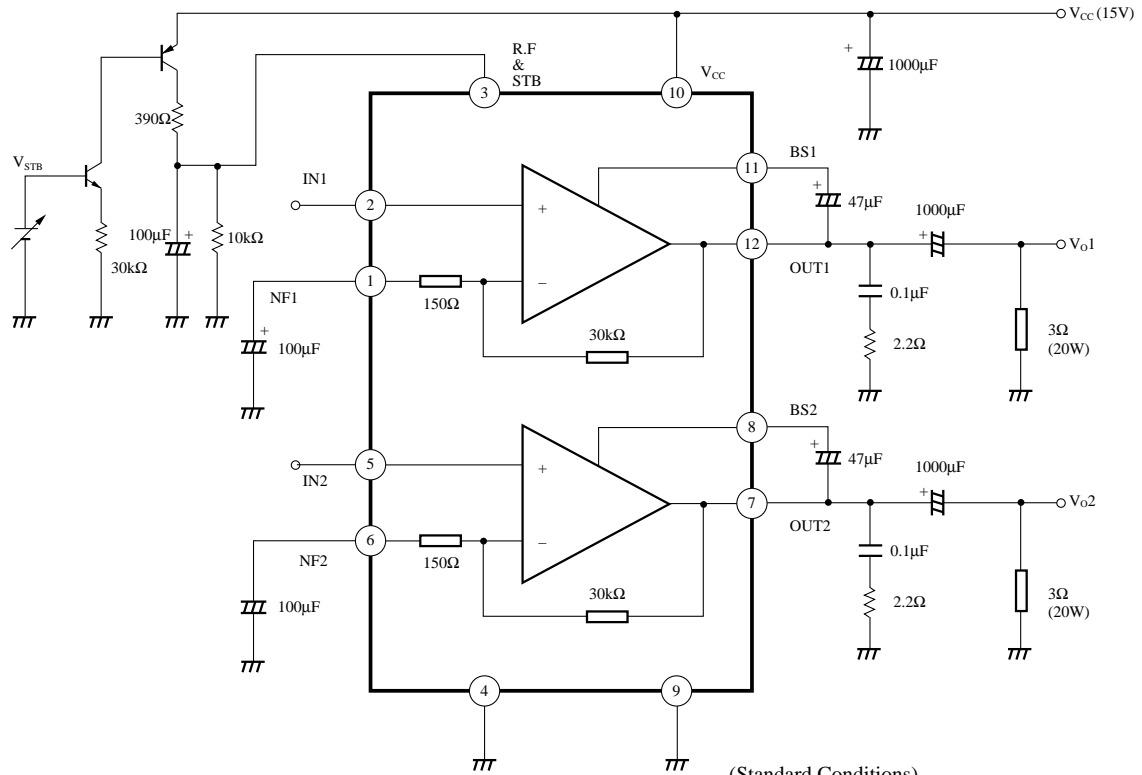 VCC (15V)
R.F
&
STB
VCC
+
1000μF
3
10
390Ω
VSTB
BS1
11
IN1
+
47μF
2
+
1000μF
+
100μF
10kΩ
30kΩ
12
+
VO1
OUT1
1
−
NF1
150Ω
0.1μF
+
100μF
30kΩ
2.2Ω
3Ω
(20W)
BS2
8
+
47μF
5
+
1000μF
IN2
7
+
VO2
OUT2
6
−
NF2
150Ω
0.1μF
100μF
30kΩ
2.2Ω
3Ω
(20W)
4
9
(Standard Conditions)